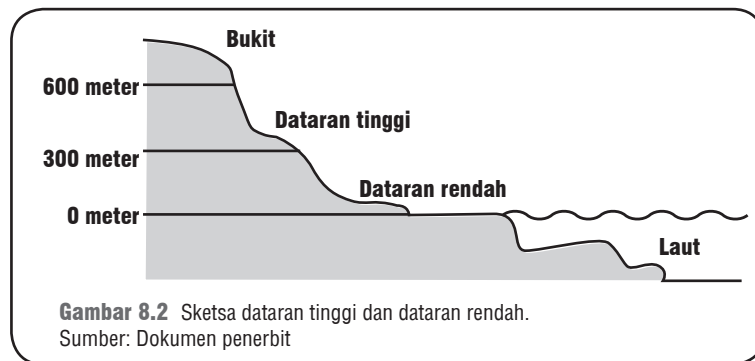 Bukit
600 meter
Dataran tinggi
300 meter
Dataran rendah
0 meter
Laut
Gambar 8.2 Sketsa dataran tinggi dan dataran rendah.
Sumber: Dokumen penerbit